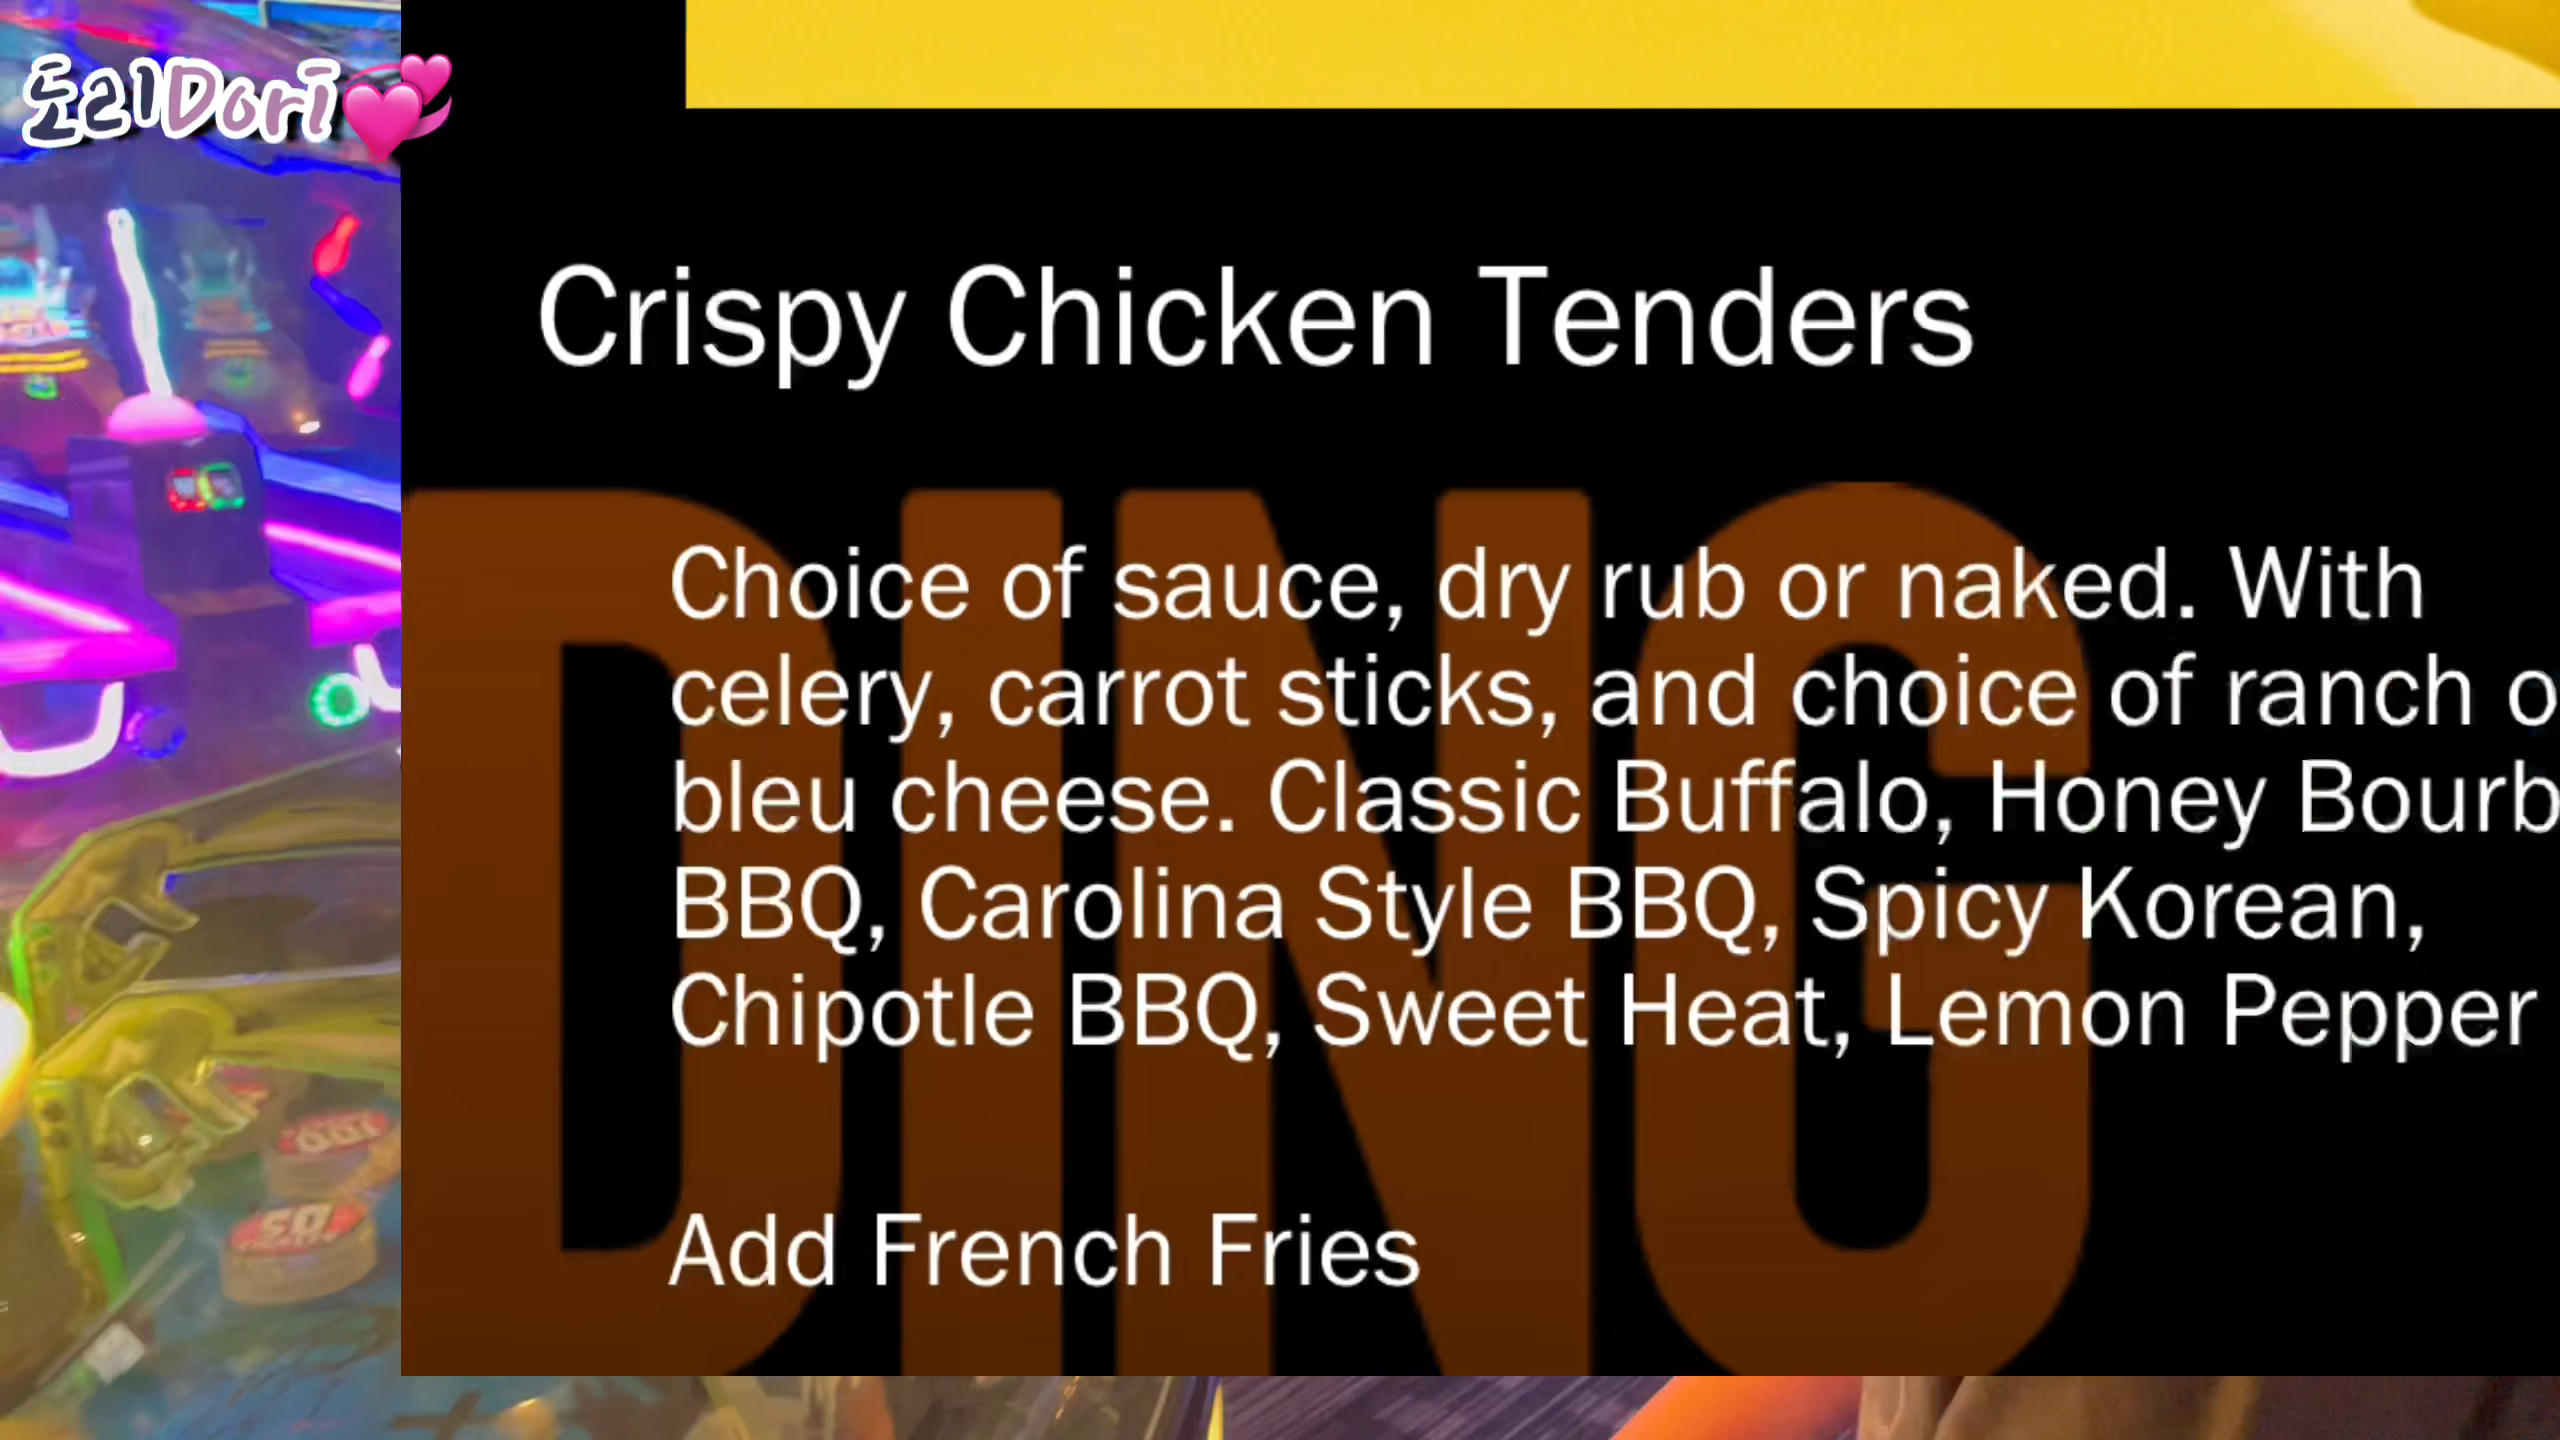 도리Dori
Crispy Chicken Tenders
DING
Choice of sauce, dry rub or naked. With
celery, carrot sticks, and choice of ranch o
bleu cheese. Classic Buffalo, Honey Bourb
BBQ, Carolina Style BBQ, Spicy Korean,
Chipotle BBQ, Sweet Heat, Lemon Pepper
Add French Fries